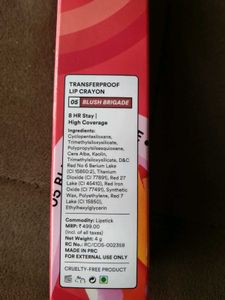 TRANSFERPROOF
LIP CRAYON
05 BLUSH BRIGADE
8 HR Stay |
High Coverage
Ingredients:
Cyclopentasiloxane,
Trimethylsiloxysilicate,
Polypropylsilsesquioxane,
Cera Alba, Kaolin,
Trimethylsiloxysilicate, D&C
Red No 6 Barium Lake
(CI 15850:2), Titanium
Dioxide (CI 77891), Red 27
Lake (CI 45410), Red Iron
Oxide (CI 77491), Synthetic
Wax, Polyethylene, Red 7
Lake (CI 15850),
Ethylhexylglycerin
Commodity: Lipstick
MRP: ₹499.00
(Incl. of all taxes)
Net Weight: 4 g
RC No.: RC/COS-002358
MADE IN PRC
FOR EXTERNAL USE ONLY
CRUELTY-FREE PRODUCT
05